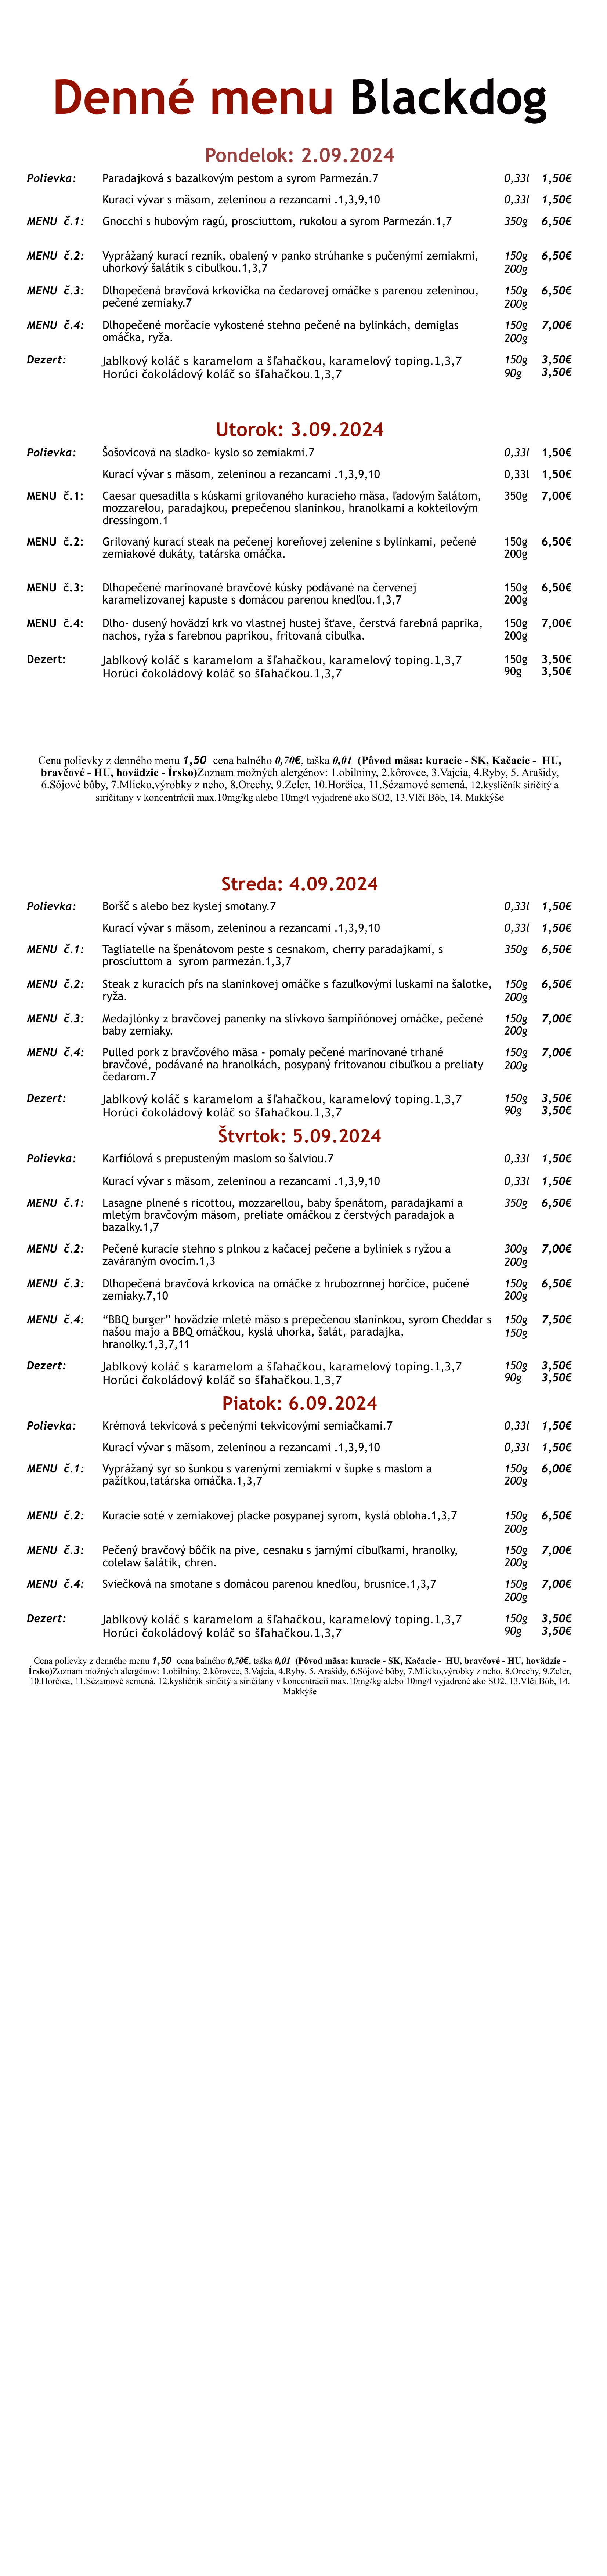 Denné menu Blackdog
Pondelok: 2.09.2024
Polievka: Paradajková s bazalkovým pestom a syrom Parmezán.7 0,33l 1,50€
Kurací vývar s mäsom, zeleninou a rezancami .1,3,9,10 0,33l 1,50€
MENU č.1: Gnocchi s hubovým ragú, prosciuttom, rukolou a syrom Parmezán.1,7 350g 6,50€
MENU č.2: Vyprážaný kurací rezník, obalený v panko strúhanke s pučenými zemiakmi, 150g 6,50€
uhorkový šalátik s cibuľkou.1,3,7 200g
MENU č.3: Dlhopečená bravčová krkovička na čedarovej omáčke s parenou zeleninou, 150g 6,50€
pečené zemiaky.7 200g
MENU č.4: Dlhopečené morčacie vykostené stehno pečené na bylinkách, demiglas 150g 7,00€
omáčka, ryža. 200g
Dezert: Jablkový koláč s karamelom a šľahačkou, karamelový toping.1,3,7 150g 3,50€
Horúci čokoládový koláč so šľahačkou.1,3,7 90g 3,50€
Utorok: 3.09.2024
Polievka: Šošovicová na sladko- kyslo so zemiakmi.7 0,33l 1,50€
Kurací vývar s mäsom, zeleninou a rezancami .1,3,9,10 0,33l 1,50€
MENU č.1: Caesar quesadilla s kúskami grilovaného kuracieho mäsa, ľadovým šalátom, 350g 7,00€
mozzarelou, paradajkou, prepečenou slaninkou, hranolkami a kokteilovým
dressingom.1
MENU č.2: Grilovaný kurací steak na pečenej koreňovej zelenine s bylinkami, pečené 150g 6,50€
zemiakové dukáty, tatárska omáčka. 200g
MENU č.3: Dlhopečené marinované bravčové kúsky podávané na červenej 150g 6,50€
karamelizovanej kapuste s domácou parenou knedľou.1,3,7 200g
MENU č.4: Dlho- dusený hovädzí krk vo vlastnej hustej šťave, čerstvá farebná paprika, 150g 7,00€
nachos, ryža s farebnou paprikou, fritovaná cibuľka. 200g
Dezert: Jablkový koláč s karamelom a šľahačkou, karamelový toping.1,3,7 150g 3,50€
Horúci čokoládový koláč so šľahačkou.1,3,7 90g 3,50€
Cena polievky z denného menu 1,50 cena balného 0,70€, taška 0,01 (Pôvod mäsa: kuracie - SK, Kačacie - HU,
bravčové - HU, hovädzie - Írsko)Zoznam možných alergénov: 1.obilniny, 2.kôrovce, 3.Vajcia, 4.Ryby, 5. Arašidy,
6.Sójové bôby, 7.Mlieko,výrobky z neho, 8.Orechy, 9.Zeler, 10.Horčica, 11.Sézamové semená, 12.kysličník siričitý a
siričitany v koncentrácií max.10mg/kg alebo 10mg/l vyjadrené ako SO2, 13.Vlčí Bôb, 14. Makkýše
Streda: 4.09.2024
Polievka: Boršč s alebo bez kyslej smotany.7 0,33l 1,50€
Kurací vývar s mäsom, zeleninou a rezancami .1,3,9,10 0,33l 1,50€
MENU č.1: Tagliatelle na špenátovom peste s cesnakom, cherry paradajkami, s 350g 6,50€
prosciuttom a syrom parmezán.1,3,7
MENU č.2: Steak z kuracích pŕs na slaninkovej omáčke s fazuľkovými luskami na šalotke, 150g 6,50€
ryža. 200g
MENU č.3: Medajlónky z bravčovej panenky na slivkovo šampiňónovej omáčke, pečené 150g 7,00€
baby zemiaky. 200g
MENU č.4: Pulled pork z bravčového mäsa - pomaly pečené marinované trhané 150g 7,00€
bravčové, podávané na hranolkách, posypaný fritovanou cibuľkou a preliaty 200g
čedarom.7
Dezert: Jablkový koláč s karamelom a šľahačkou, karamelový toping.1,3,7 150g 3,50€
Horúci čokoládový koláč so šľahačkou.1,3,7 90g 3,50€
Štvrtok: 5.09.2024
Polievka: Karfiólová s prepusteným maslom so šalviou.7 0,33l 1,50€
Kurací vývar s mäsom, zeleninou a rezancami .1,3,9,10 0,33l 1,50€
MENU č.1: Lasagne plnené s ricottou, mozzarellou, baby špenátom, paradajkami a 350g 6,50€
mletým bravčovým mäsom, preliate omáčkou z čerstvých paradajok a
bazalky.1,7
MENU č.2: Pečené kuracie stehno s plnkou z kačacej pečene a byliniek s ryžou a 300g 7,00€
zaváraným ovocím.1,3 200g
MENU č.3: Dlhopečená bravčová krkovica na omáčke z hrubozrnnej horčice, pučené 150g 6,50€
zemiaky.7,10 200g
MENU č.4: “BBQ burger” hovädzie mleté mäso s prepečenou slaninkou, syrom Cheddar s 150g 7,50€
našou majo a BBQ omáčkou, kyslá uhorka, šalát, paradajka, 150g
hranolky.1,3,7,11
Dezert: Jablkový koláč s karamelom a šľahačkou, karamelový toping.1,3,7 150g 3,50€
Horúci čokoládový koláč so šľahačkou.1,3,7 90g 3,50€
Piatok: 6.09.2024
Polievka: Krémová tekvicová s pečenými tekvicovými semiačkami.7 0,33l 1,50€
Kurací vývar s mäsom, zeleninou a rezancami .1,3,9,10 0,33l 1,50€
MENU č.1: Vyprážaný syr so šunkou s varenými zemiakmi v šupke s maslom a 150g 6,00€
pažítkou,tatárska omáčka.1,3,7 200g
MENU č.2: Kuracie soté v zemiakovej placke posypanej syrom, kyslá obloha.1,3,7 150g 6,50€
200g
MENU č.3: Pečený bravčový bôčik na pive, cesnaku s jarnými cibuľkami, hranolky, 150g 7,00€
colelaw šalátik, chren. 200g
MENU č.4: Sviečková na smotane s domácou parenou knedľou, brusnice.1,3,7 150g 7,00€
200g
Dezert: Jablkový koláč s karamelom a šľahačkou, karamelový toping.1,3,7 150g 3,50€
Horúci čokoládový koláč so šľahačkou.1,3,7 90g 3,50€
Cena polievky z denného menu 1,50 cena balného 0,70€, taška 0,01 (Pôvod mäsa: kuracie - SK, Kačacie - HU, bravčové - HU, hovädzie -
Írsko)Zoznam možných alergénov: 1.obilniny, 2.kôrovce, 3.Vajcia, 4.Ryby, 5. Arašidy, 6.Sójové bôby, 7.Mlieko,výrobky z neho, 8.Orechy, 9.Zeler,
10.Horčica, 11.Sézamové semená, 12.kysličník siričitý a siričitany v koncentrácií max.10mg/kg alebo 10mg/l vyjadrené ako SO2, 13.Vlčí Bôb, 14.
Makkýše